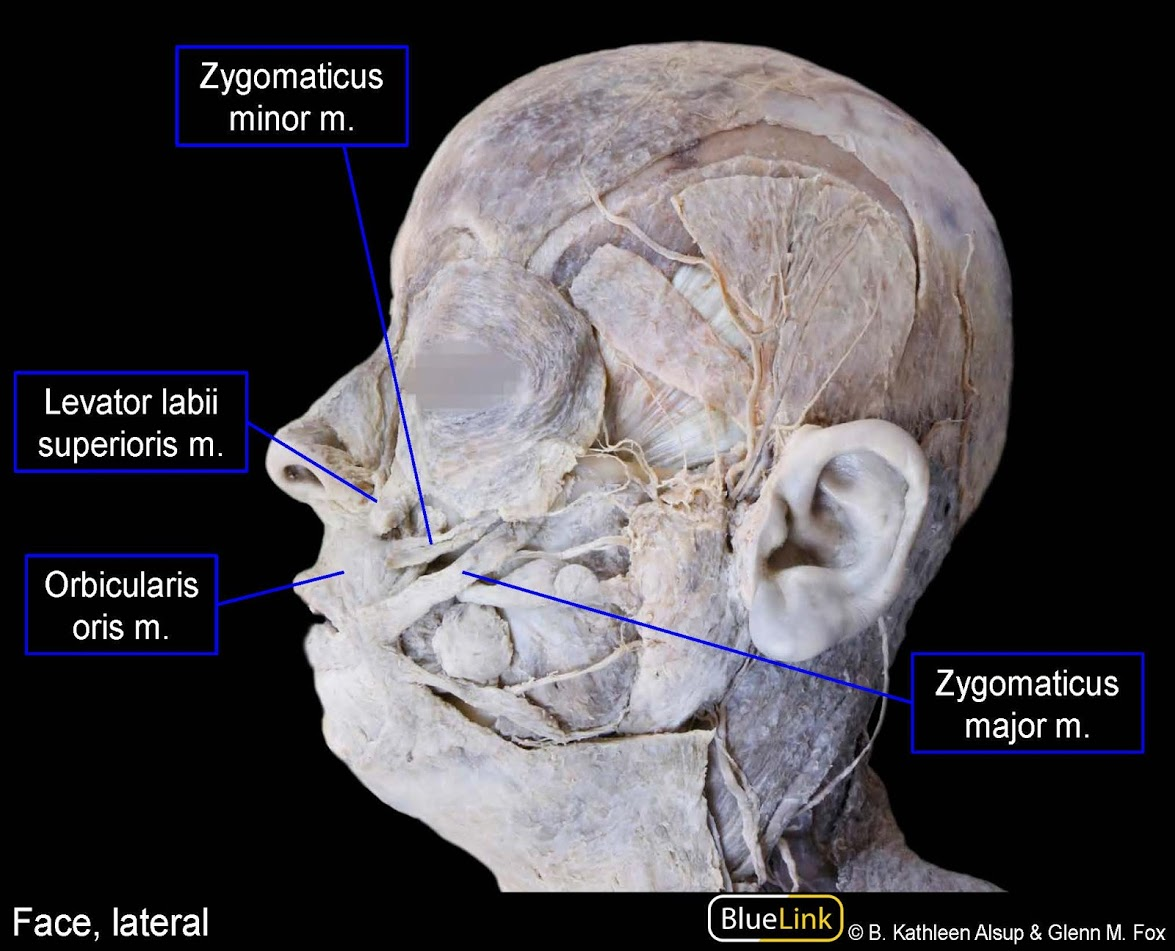 Zygomaticus
minor m.
Levator labii
superioris m.
Orbicularis
oris m.
Zygomaticus
major m.
Face, lateral
BlueLink
© B. Kathleen Alsup & Glenn M. Fox